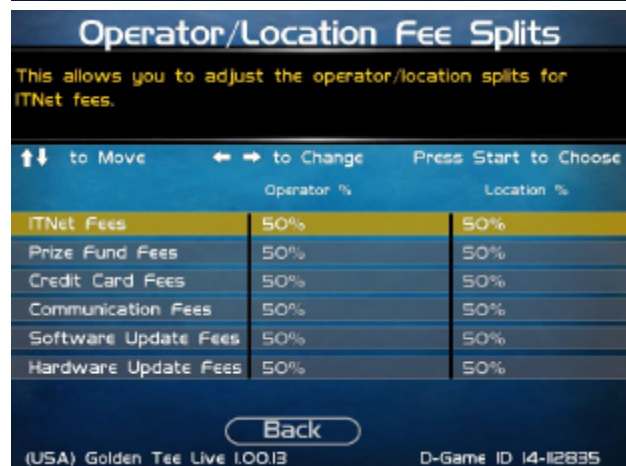 Operator/Location Fee Splits
This allows you to adjust the operator/location splits for
ITNet fees.
to Move to Change Press Start to Choose
Operator % Location %
ITNet Fees 50% 50%
Prize Fund Fees 50% 50%
Credit Card Fees 50% 50%
Communication Fees 50% 50%
Software Update Fees 50% 50%
Hardware Update Fees 50% 50%
Back
(USA) Golden Tee Live 1.00.13 D-Game ID 14-112835